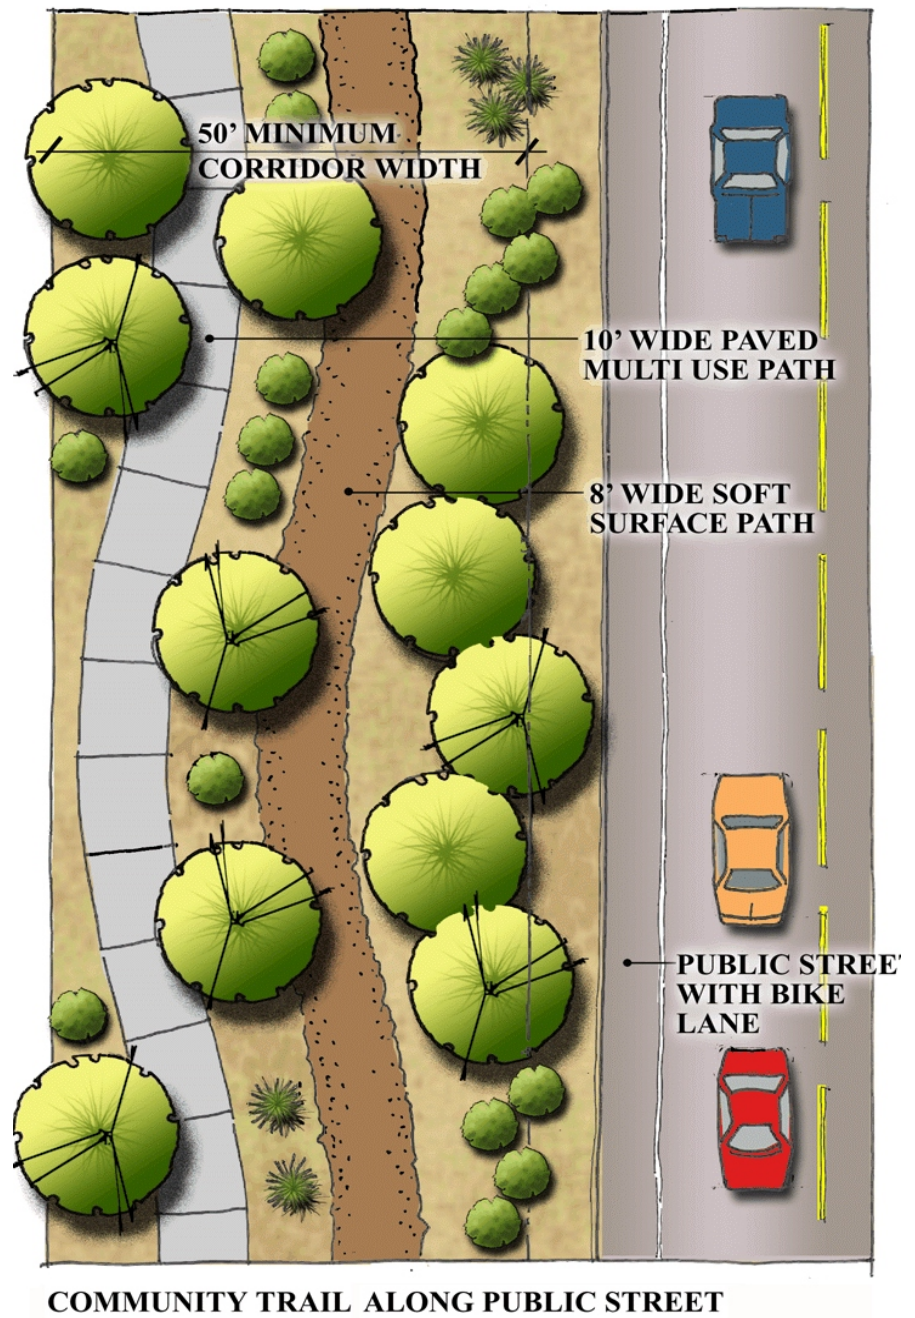 50’ MINIMUM
CORRIDOR WIDTH
10’ WIDE PAVED
MULTI USE PATH
8’ WIDE SOFT
SURFACE PATH
PUBLIC STREET
WITH BIKE
LANE
COMMUNITY TRAIL ALONG PUBLIC STREET